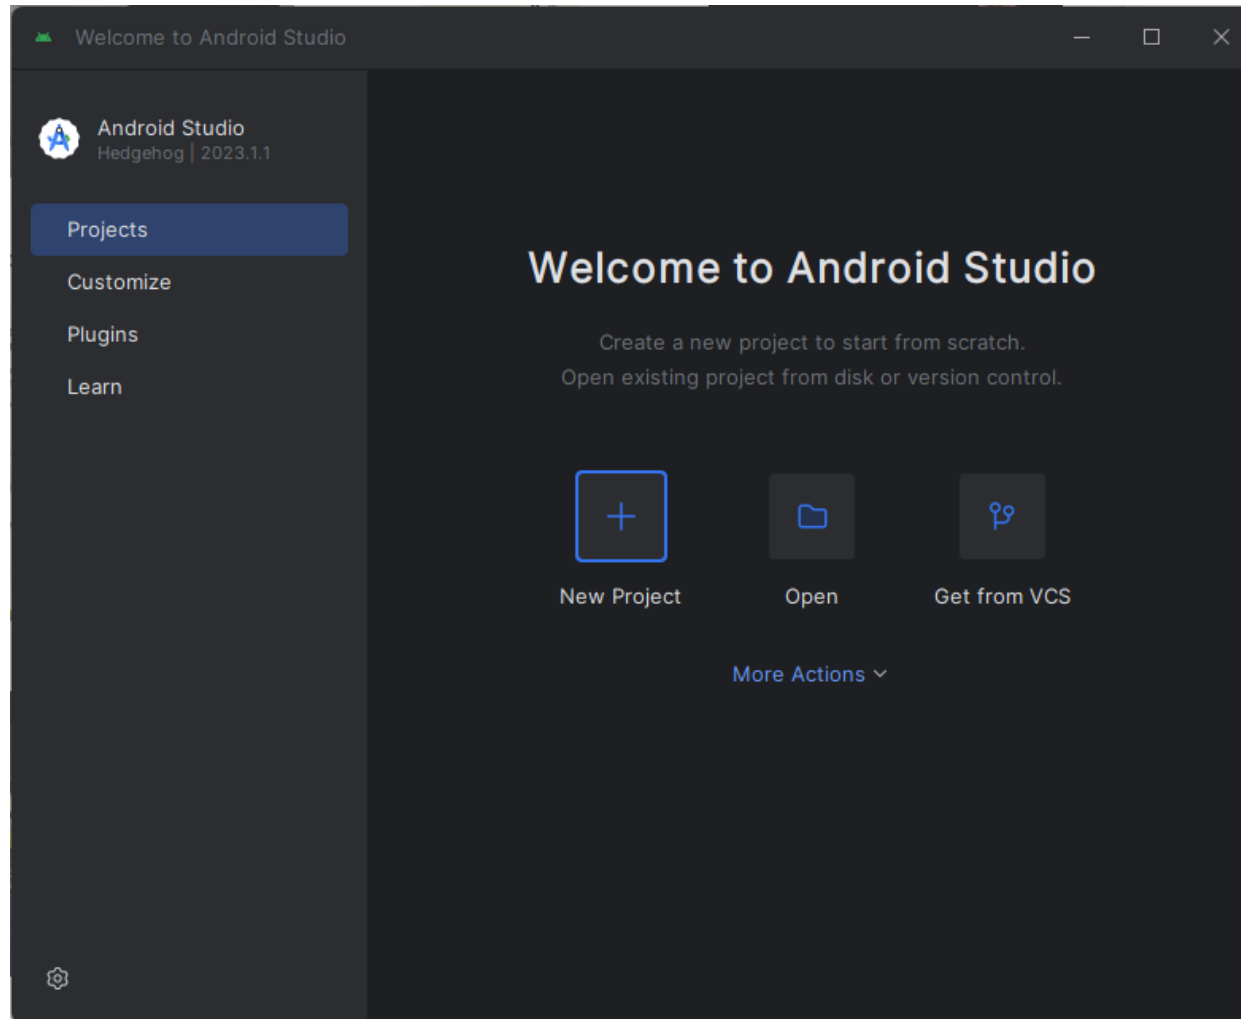 Welcome to Android Studio
Android Studio
Hedgehog | 2023.1.1
Projects
Customize
Plugins
Learn
Welcome to Android Studio
Create a new project to start from scratch.
Open existing project from disk or version control.
New Project
Open
Get from VCS
More Actions